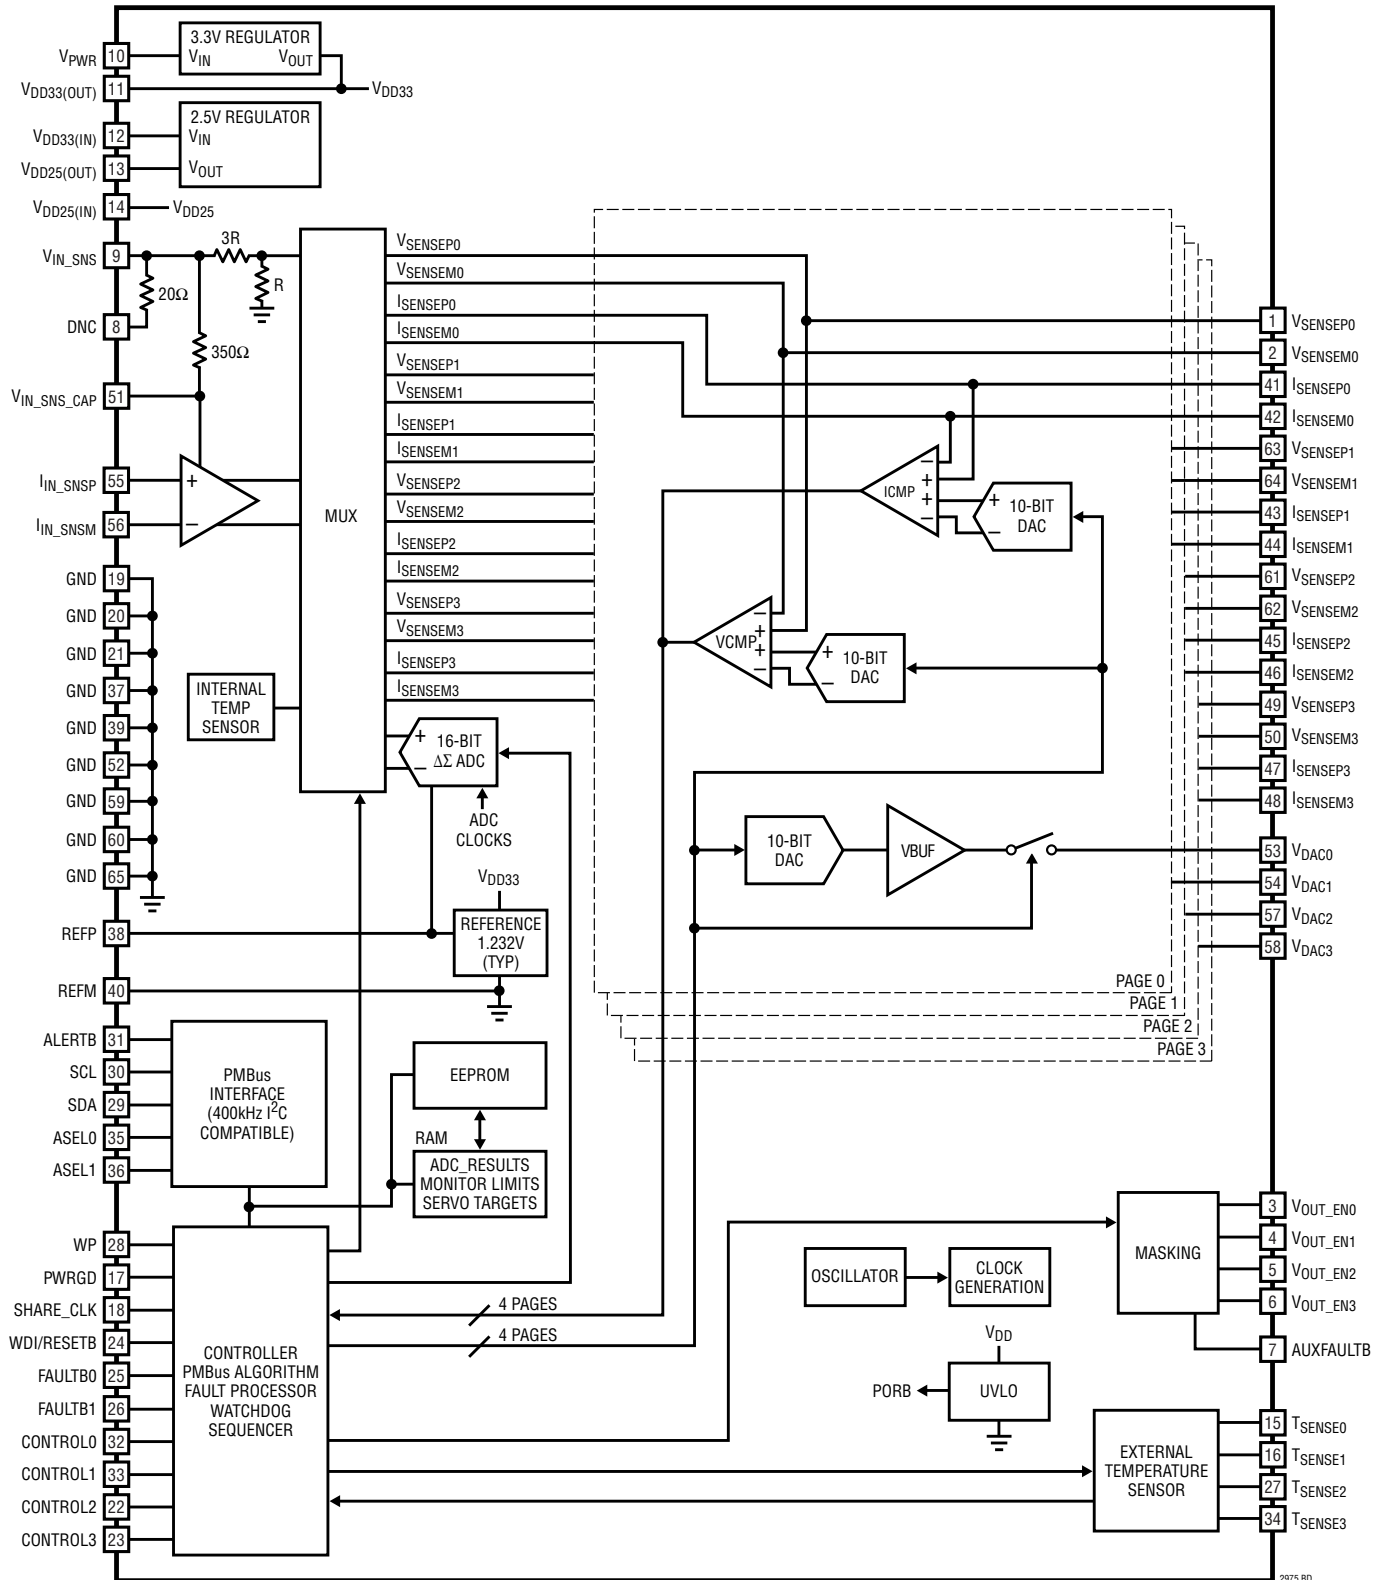 3.3V REGULATOR
VIN VOUT
VPWR 10
VDD33(OUT) 11
VDD33
2.5V REGULATOR
VIN
VOUT
VDD33(IN) 12
VDD25(OUT) 13
VDD25(IN) 14
VDD25
VIN_SNS 9
3R
R
20Ω
DNC 8
350Ω
VIN_SNS_CAP 51
IIN_SNSP 55
+
IIN_SNSM 56
−
MUX
GND 19
GND 20
GND 21
GND 37
GND 39
GND 52
GND 59
GND 60
GND 65
INTERNAL
TEMP
SENSOR
VSENSEP0
VSENSEM0
ISENSEP0
ISENSEM0
VSENSEP1
VSENSEM1
ISENSEP1
ISENSEM1
VSENSEP2
VSENSEM2
ISENSEP2
ISENSEM2
VSENSEP3
VSENSEM3
ISENSEP3
ISENSEM3
+
−
16-BIT
ΔΣ ADC
ADC
CLOCKS
VDD33
REFERENCE
1.232V
(TYP)
REFP 38
REFM 40
ICMP
−
+
+
−
+
−
10-BIT
DAC
VCMP
−
+
+
−
+
−
10-BIT
DAC
10-BIT
DAC
VBUF
PAGE 0
PAGE 1
PAGE 2
PAGE 3
1 VSENSEP0
2 VSENSEM0
41 ISENSEP0
42 ISENSEM0
63 VSENSEP1
64 VSENSEM1
43 ISENSEP1
44 ISENSEM1
61 VSENSEP2
62 VSENSEM2
45 ISENSEP2
46 ISENSEM2
49 VSENSEP3
50 VSENSEM3
47 ISENSEP3
48 ISENSEM3
53 VDAC0
54 VDAC1
57 VDAC2
58 VDAC3
ALERTB 31
SCL 30
SDA 29
ASEL0 35
ASEL1 36
PMBus
INTERFACE
(400kHz I2C
COMPATIBLE)
EEPROM
RAM
ADC_RESULTS
MONITOR LIMITS
SERVO TARGETS
WP 28
PWRGD 17
SHARE_CLK 18
WDI/RESETB 24
FAULTB0 25
FAULTB1 26
CONTROL0 32
CONTROL1 33
CONTROL2 22
CONTROL3 23
CONTROLLER
PMBus ALGORITHM
FAULT PROCESSOR
WATCHDOG
SEQUENCER
4 PAGES
4 PAGES
OSCILLATOR
CLOCK
GENERATION
VDD
UVLO
PORB
MASKING
3 VOUT_EN0
4 VOUT_EN1
5 VOUT_EN2
6 VOUT_EN3
7 AUXFAULTB
EXTERNAL
TEMPERATURE
SENSOR
15 TSENSE0
16 TSENSE1
27 TSENSE2
34 TSENSE3
2975 BD